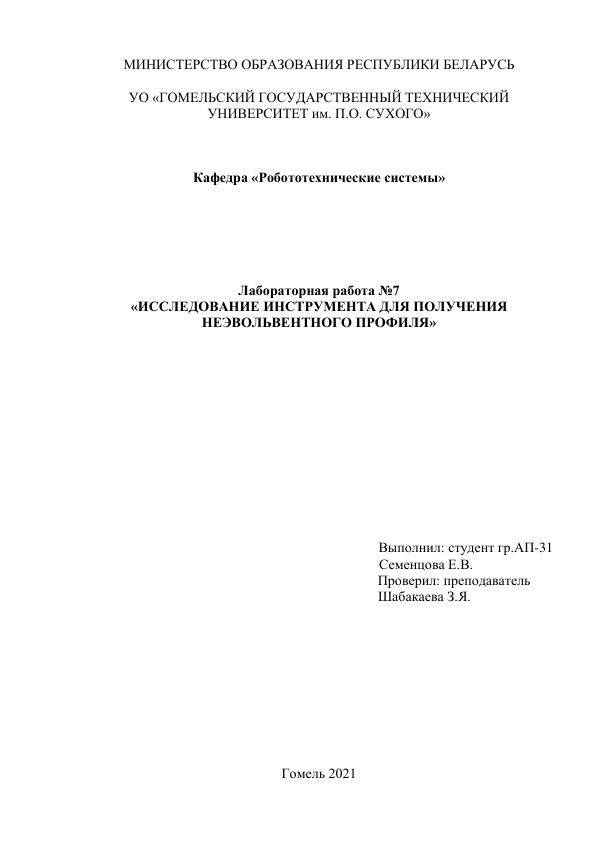 МИНИСТЕРСТВО ОБРАЗОВАНИЯ РЕСПУБЛИКИ БЕЛАРУСЬ
УО «ГОМЕЛЬСКИЙ ГОСУДАРСТВЕННЫЙ ТЕХНИЧЕСКИЙ
УНИВЕРСИТЕТ им. П.О. СУХОГО»
Кафедра «Робототехнические системы»
Лабораторная работа №7
«ИССЛЕДОВАНИЕ ИНСТРУМЕНТА ДЛЯ ПОЛУЧЕНИЯ
НЕЭВОЛЬВЕНТНОГО ПРОФИЛЯ»
Выполнил: студент гр.АП-31
Семенцова Е.В.
Проверил: преподаватель
Шабакаева З.Я.
Гомель 2021